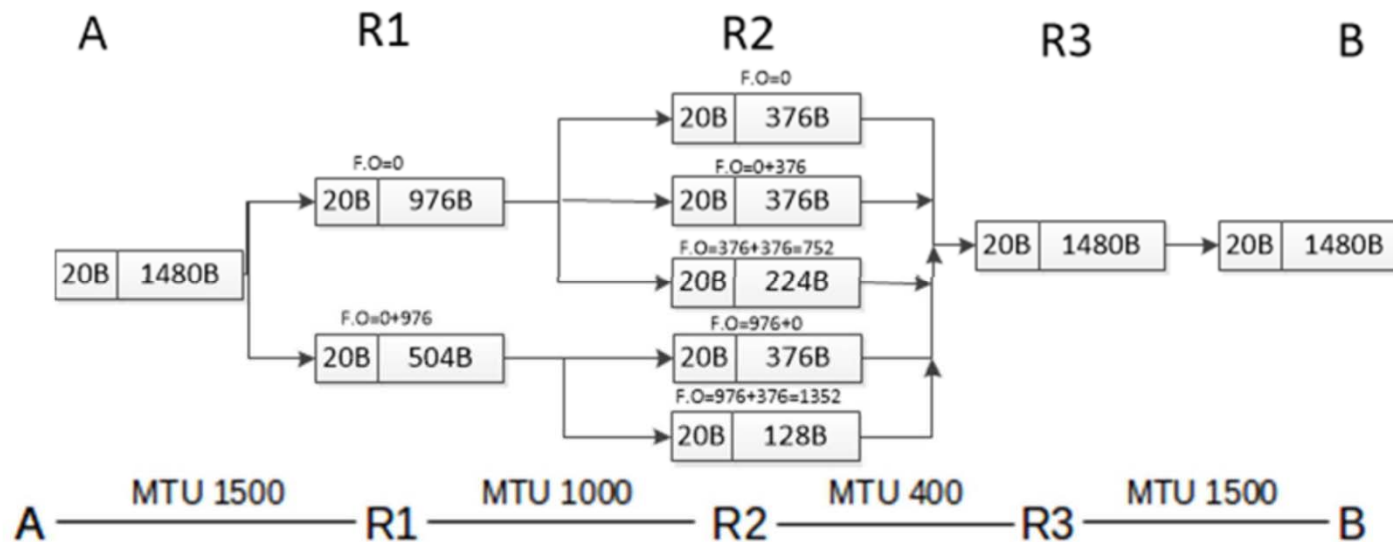 A R1 R2 R3 B
F.O=0
20B 376B
F.O=0
20B 976B
F.O=0+376
20B 376B
20B 1480B
F.O=376+376=752
20B 224B
20B 1480B
20B 1480B
F.O=0+976
20B 504B
F.O=976+0
20B 376B
F.O=976+376=1352
20B 128B
MTU 1500 MTU 1000 MTU 400 MTU 1500
A R1 R2 R3 B